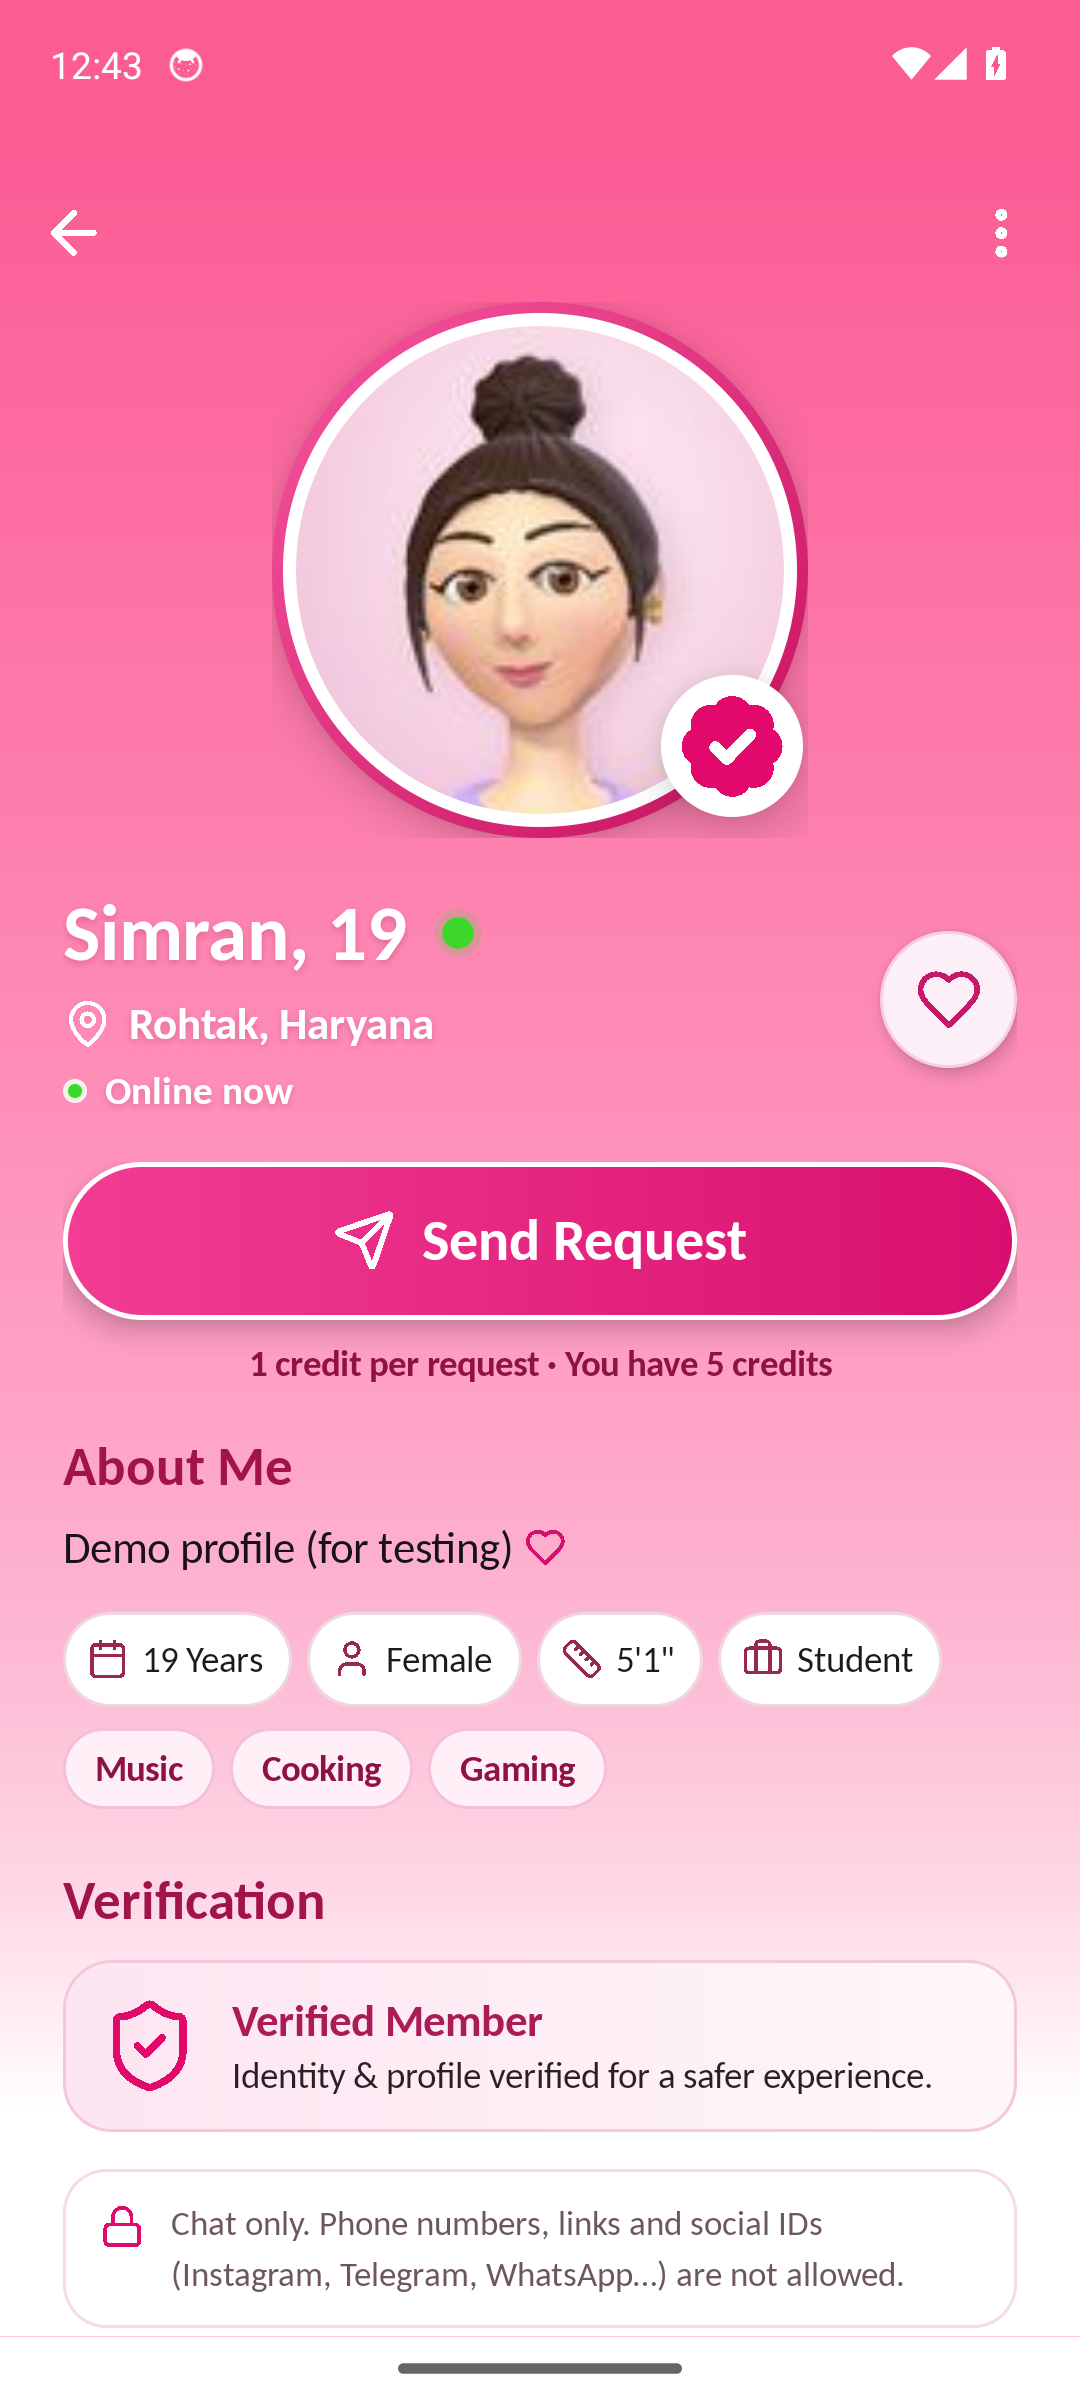 12:43
Simran, 19
Rohtak, Haryana
Online now
Send Request
1 credit per request · You have 5 credits
About Me
Demo profile (for testing)
19 Years
Female
5'1"
Student
Music
Cooking
Gaming
Verification
Verified Member
Identity & profile verified for a safer experience.
Chat only. Phone numbers, links and social IDs
(Instagram, Telegram, WhatsApp...) are not allowed.